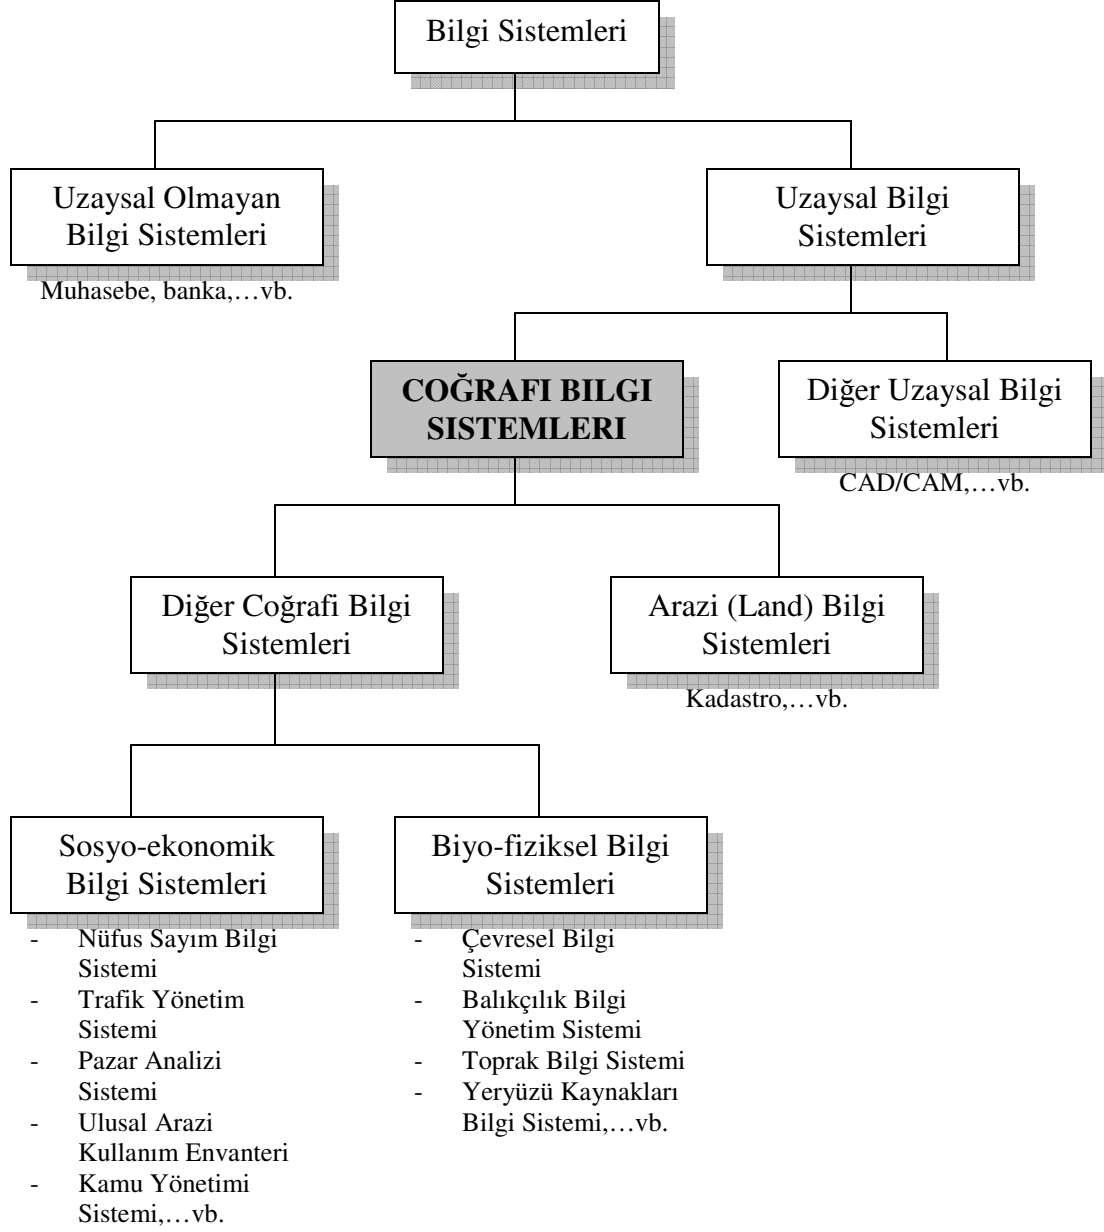 Bilgi Sistemleri
Uzaysal Olmayan
Bilgi Sistemleri
Muhasebe, banka,…vb.
Uzaysal Bilgi
Sistemleri
COĞRAFI BILGI
SISTEMLERI
Diğer Uzaysal Bilgi
Sistemleri
CAD/CAM,…vb.
Diğer Coğrafi Bilgi
Sistemleri
Arazi (Land) Bilgi
Sistemleri
Kadastro,…vb.
Sosyo-ekonomik
Bilgi Sistemleri
- Nüfus Sayım Bilgi
Sistemi
- Trafik Yönetim
Sistemi
- Pazar Analizi
Sistemi
- Ulusal Arazi
Kullanım Envanteri
- Kamu Yönetimi
Sistemi,…vb.
Biyo-fiziksel Bilgi
Sistemleri
- Çevresel Bilgi
Sistemi
- Balıkçılık Bilgi
Yönetim Sistemi
- Toprak Bilgi Sistemi
- Yeryüzü Kaynakları
Bilgi Sistemi,…vb.